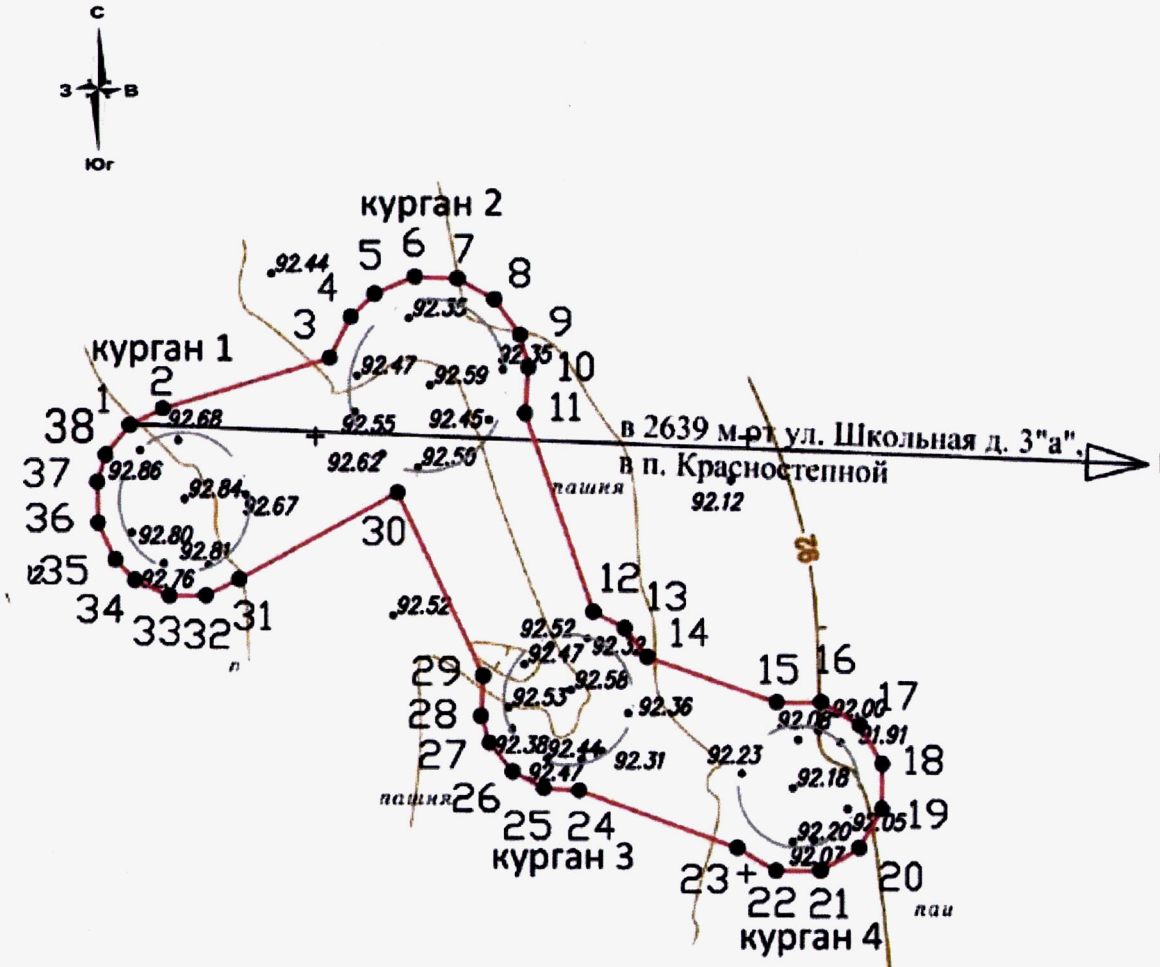 С
З В
Юг
курган 2
6 7
5 8
92.44
4 92.35 9
3
курган 1 92.35 10
92.47 92.59
1 2 11
92.68 92.55 92.45
38 в 2639 м от ул. Школьная д. 3"а",
92.86 92.62 92.50 в п. Красностепной
37 92.84 92.67 пашня 92.12
36 30
92.80 92.81 92
35 92.76
34 33 32 31 92.52 12 13
п 92.52 92.32 14
29 92.47 92.58 15 16
28 92.53 92.36 92.08 92.00 17
27 92.38 92.44 92.31 92.23 91.91
92.47 92.18 18
пашня 26 19
25 24 92.20 92.05
курган 3 92.07
23 20
22 21 паш
курган 4